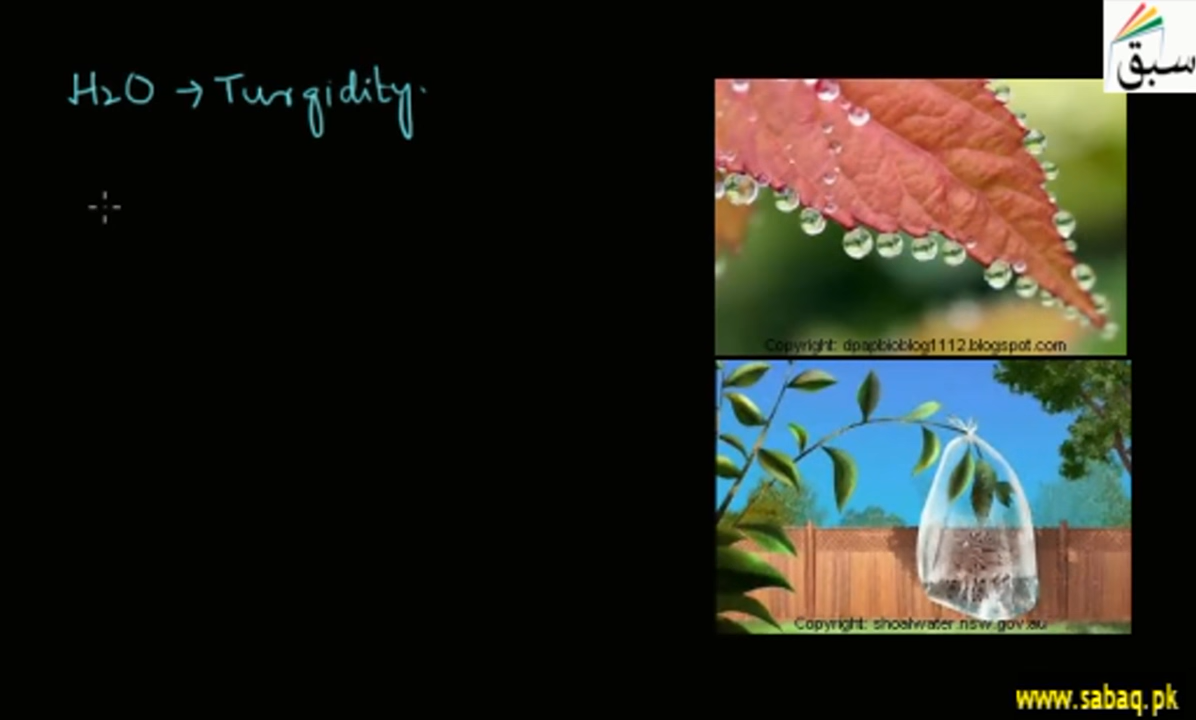 H₂O → Turgidity.
سبق
Copyright: dpapbioblog1112.blogspot.com
Copyright: shoalwater.nsw.gov.au
www.sabaq.pk